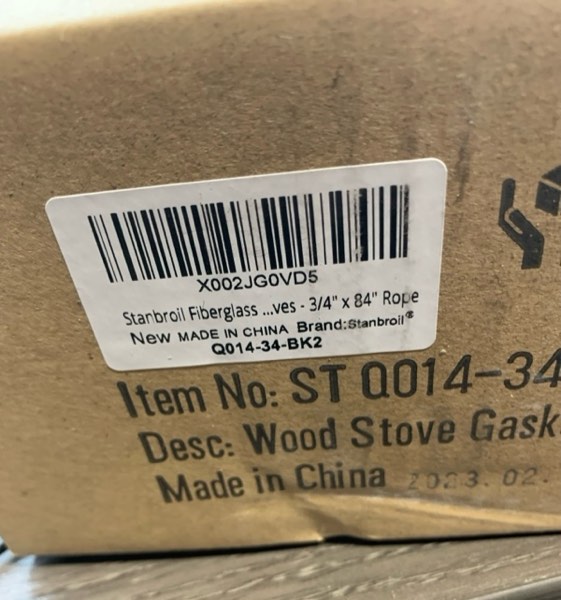 X002JG0VD5
Stanbroil Fiberglass ...ves - 3/4" x 84" Rope
New MADE IN CHINA Brand:Stanbroil®
Q014-34-BK2
Item No: ST Q014-34
Desc: Wood Stove Gask
Made in China 2023.02.